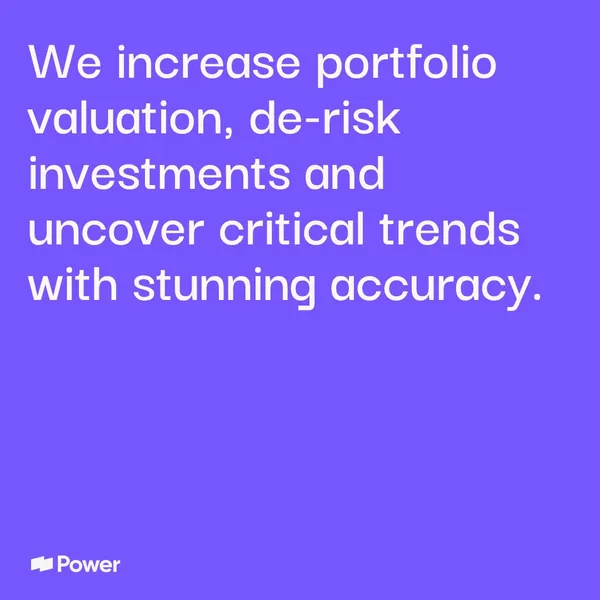 We increase portfolio
valuation, de-risk
investments and
uncover critical trends
with stunning accuracy.
Power